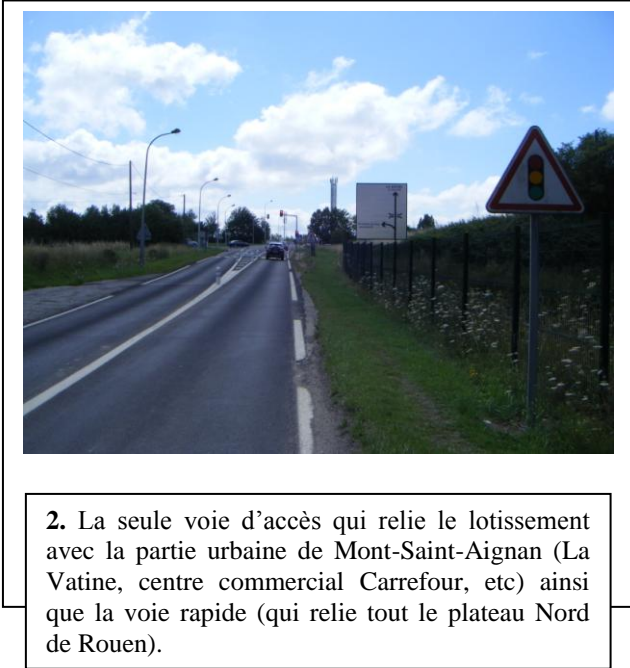 2. La seule voie d'accès qui relie le lotissement
avec la partie urbaine de Mont-Saint-Aignan (La
Vatine, centre commercial Carrefour, etc) ainsi
que la voie rapide (qui relie tout le plateau Nord
de Rouen).